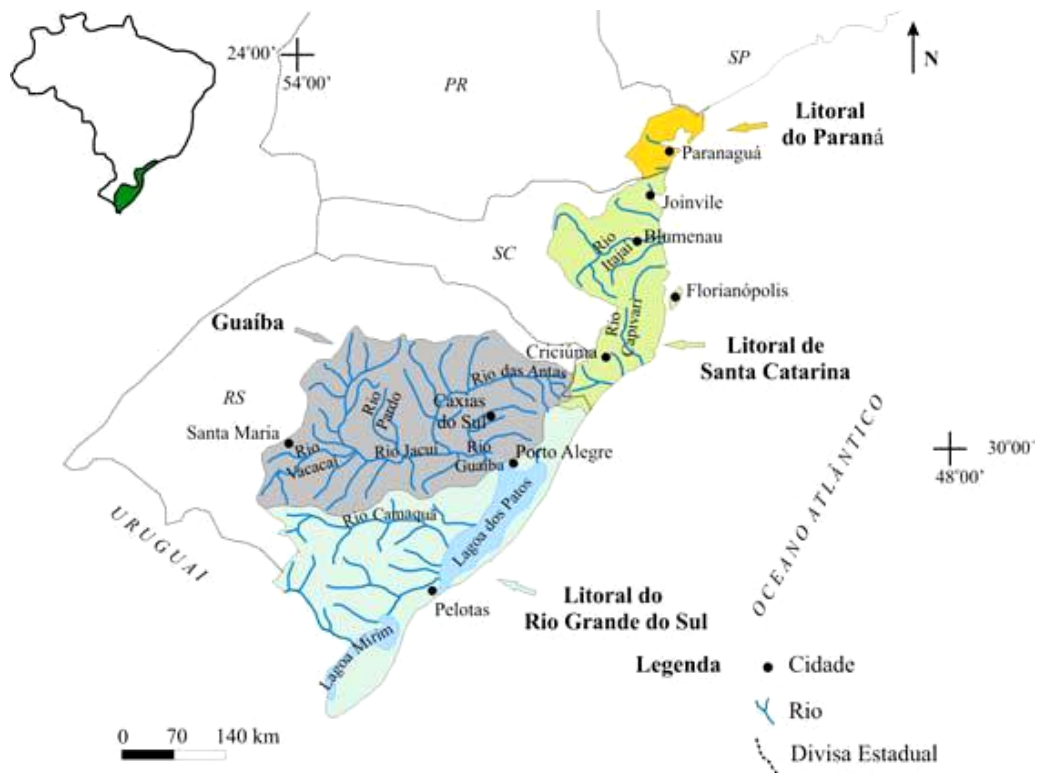 24°00’
54°00’
PR
SP
N
Litoral
do Paraná
Paranaguá
Joinvile
Rio
Itajaí
Blumenau
SC
Florianópolis
Rio
Capivari
Guaíba
Criciúma
Litoral de
Santa Catarina
Rio das Antas
RS
Rio
Pardo
Caxias
do Sul
Santa Maria
Rio
Vacacaí
Rio Jacuí
Rio
Guaíba
Porto Alegre
30°00’
48°00’
OCEANO ATLÂNTICO
URUGUAI
Rio Camaquã
Lagoa dos Patos
Pelotas
Litoral do
Rio Grande do Sul
Lagoa Mirim
Legenda
Cidade
Rio
Divisa Estadual
0 70 140 km